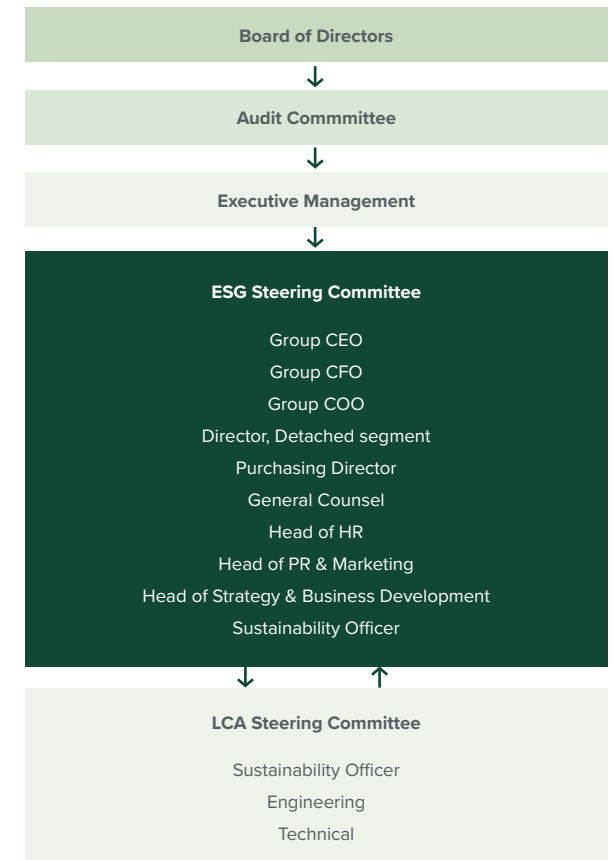 Board of Directors
Audit Commmittee
Executive Management
ESG Steering Committee
Group CEO
Group CFO
Group COO
Director, Detached segment
Purchasing Director
General Counsel
Head of HR
Head of PR & Marketing
Head of Strategy & Business Development
Sustainability Officer
LCA Steering Committee
Sustainability Officer
Engineering
Technical